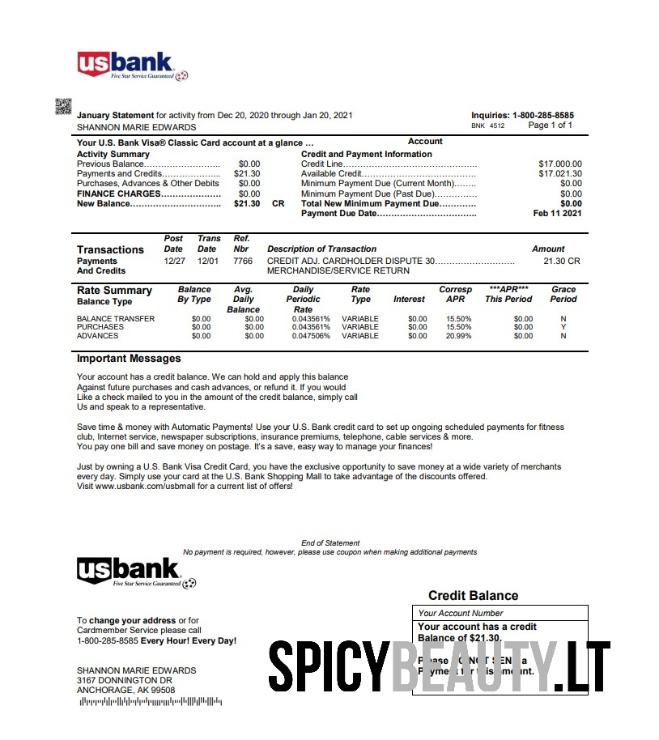 usbank
Five Star Service Guaranteed
January Statement for activity from Dec 20, 2020 through Jan 20, 2021
SHANNON MARIE EDWARDS
Inquiries: 1-800-285-8585
BNK 4512 Page 1 of 1
Your U.S. Bank Visa® Classic Card account at a glance ... Account
Activity Summary
Previous Balance.......................... $0.00
Payments and Credits................... $21.30
Purchases, Advances & Other Debits $0.00
FINANCE CHARGES..................... $0.00
New Balance............................... $21.30 CR
Credit and Payment Information
Credit Line............................................. $17.000.00
Available Credit....................................... $17.021.30
Minimum Payment Due (Current Month)....... $0.00
Minimum Payment Due (Past Due).............. $0.00
Total New Minimum Payment Due............. $0.00
Payment Due Date................................... Feb 11 2021
Transactions Post Date Trans Date Ref. Nbr Description of Transaction Amount
Payments And Credits 12/27 12/01 7766 CREDIT ADJ. CARDHOLDER DISPUTE 30........................... 21.30 CR
MERCHANDISE/SERVICE RETURN
Rate Summary
Balance Type Balance By Type Avg. Daily Balance Daily Periodic Rate Rate Type Interest Corresp APR ***APR*** This Period Grace Period
BALANCE TRANSFER $0.00 $0.00 0.043561% VARIABLE $0.00 15.50% $0.00 N
PURCHASES $0.00 $0.00 0.043561% VARIABLE $0.00 15.50% $0.00 Y
ADVANCES $0.00 $0.00 0.047506% VARIABLE $0.00 20.99% $0.00 N
Important Messages
Your account has a credit balance. We can hold and apply this balance
Against future purchases and cash advances, or refund it. If you would
Like a check mailed to you in the amount of the credit balance, simply call
Us and speak to a representative.
Save time & money with Automatic Payments! Use your U.S. Bank credit card to set up ongoing scheduled payments for fitness
club, Internet service, newspaper subscriptions, insurance premiums, telephone, cable services & more.
You pay one bill and save money on postage. It's a save, easy way to manage your finances!
Just by owning a U.S. Bank Visa Credit Card, you have the exclusive opportunity to save money at a wide variety of merchants
every day. Simply use your card at the U.S. Bank Shopping Mall to take advantage of the discounts offered.
Visit www.usbank.com/usbmall for a current list of offers!
End of Statement
No payment is required, however, please use coupon when making additional payments
usbank
Five Star Service Guaranteed
To change your address or for
Cardmember Service please call
1-800-285-8585 Every Hour! Every Day!
SHANNON MARIE EDWARDS
3167 DONNINGTON DR
ANCHORAGE, AK 99508
Credit Balance
Your Account Number
Your account has a credit
Balance of $21.30.
SPICYBEAUTY.LT